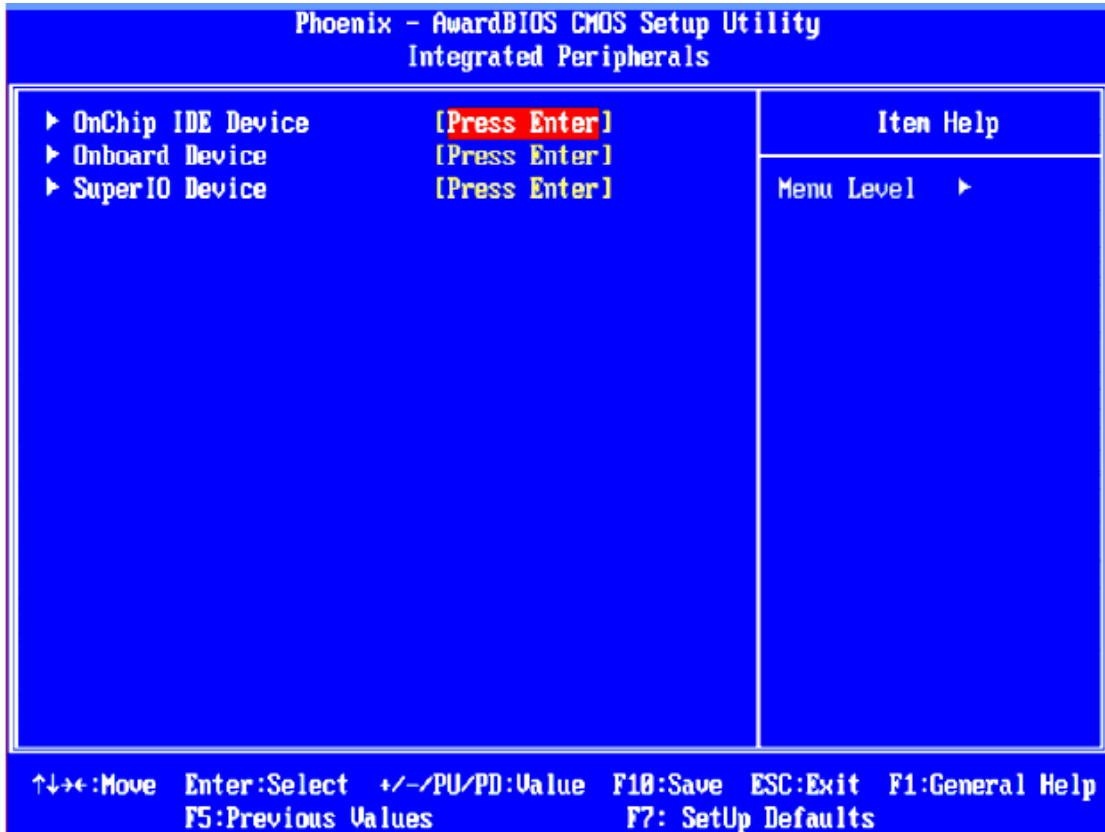 Phoenix - AwardBIOS CMOS Setup Utility
Integrated Peripherals
▶ OnChip IDE Device [Press Enter]
▶ Onboard Device [Press Enter]
▶ SuperIO Device [Press Enter]
Item Help
Menu Level ▶
↑↓→←:Move Enter:Select +/-/PU/PD:Value F10:Save ESC:Exit F1:General Help
F5:Previous Values F7: SetUp Defaults